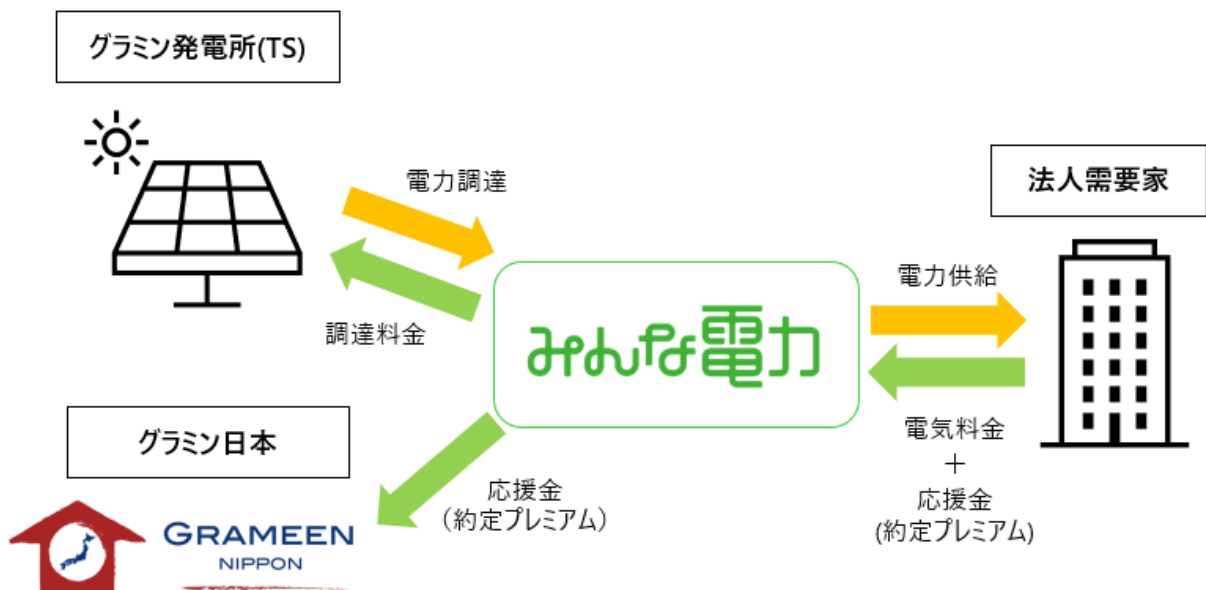 グラミン発電所(TS)
電力調達
調達料金
みんな電力
法人需要家
電力供給
電気料金
＋
応援金
(約定プレミアム)
応援金
（約定プレミアム）
グラミン日本
GRAMEEN
NIPPON